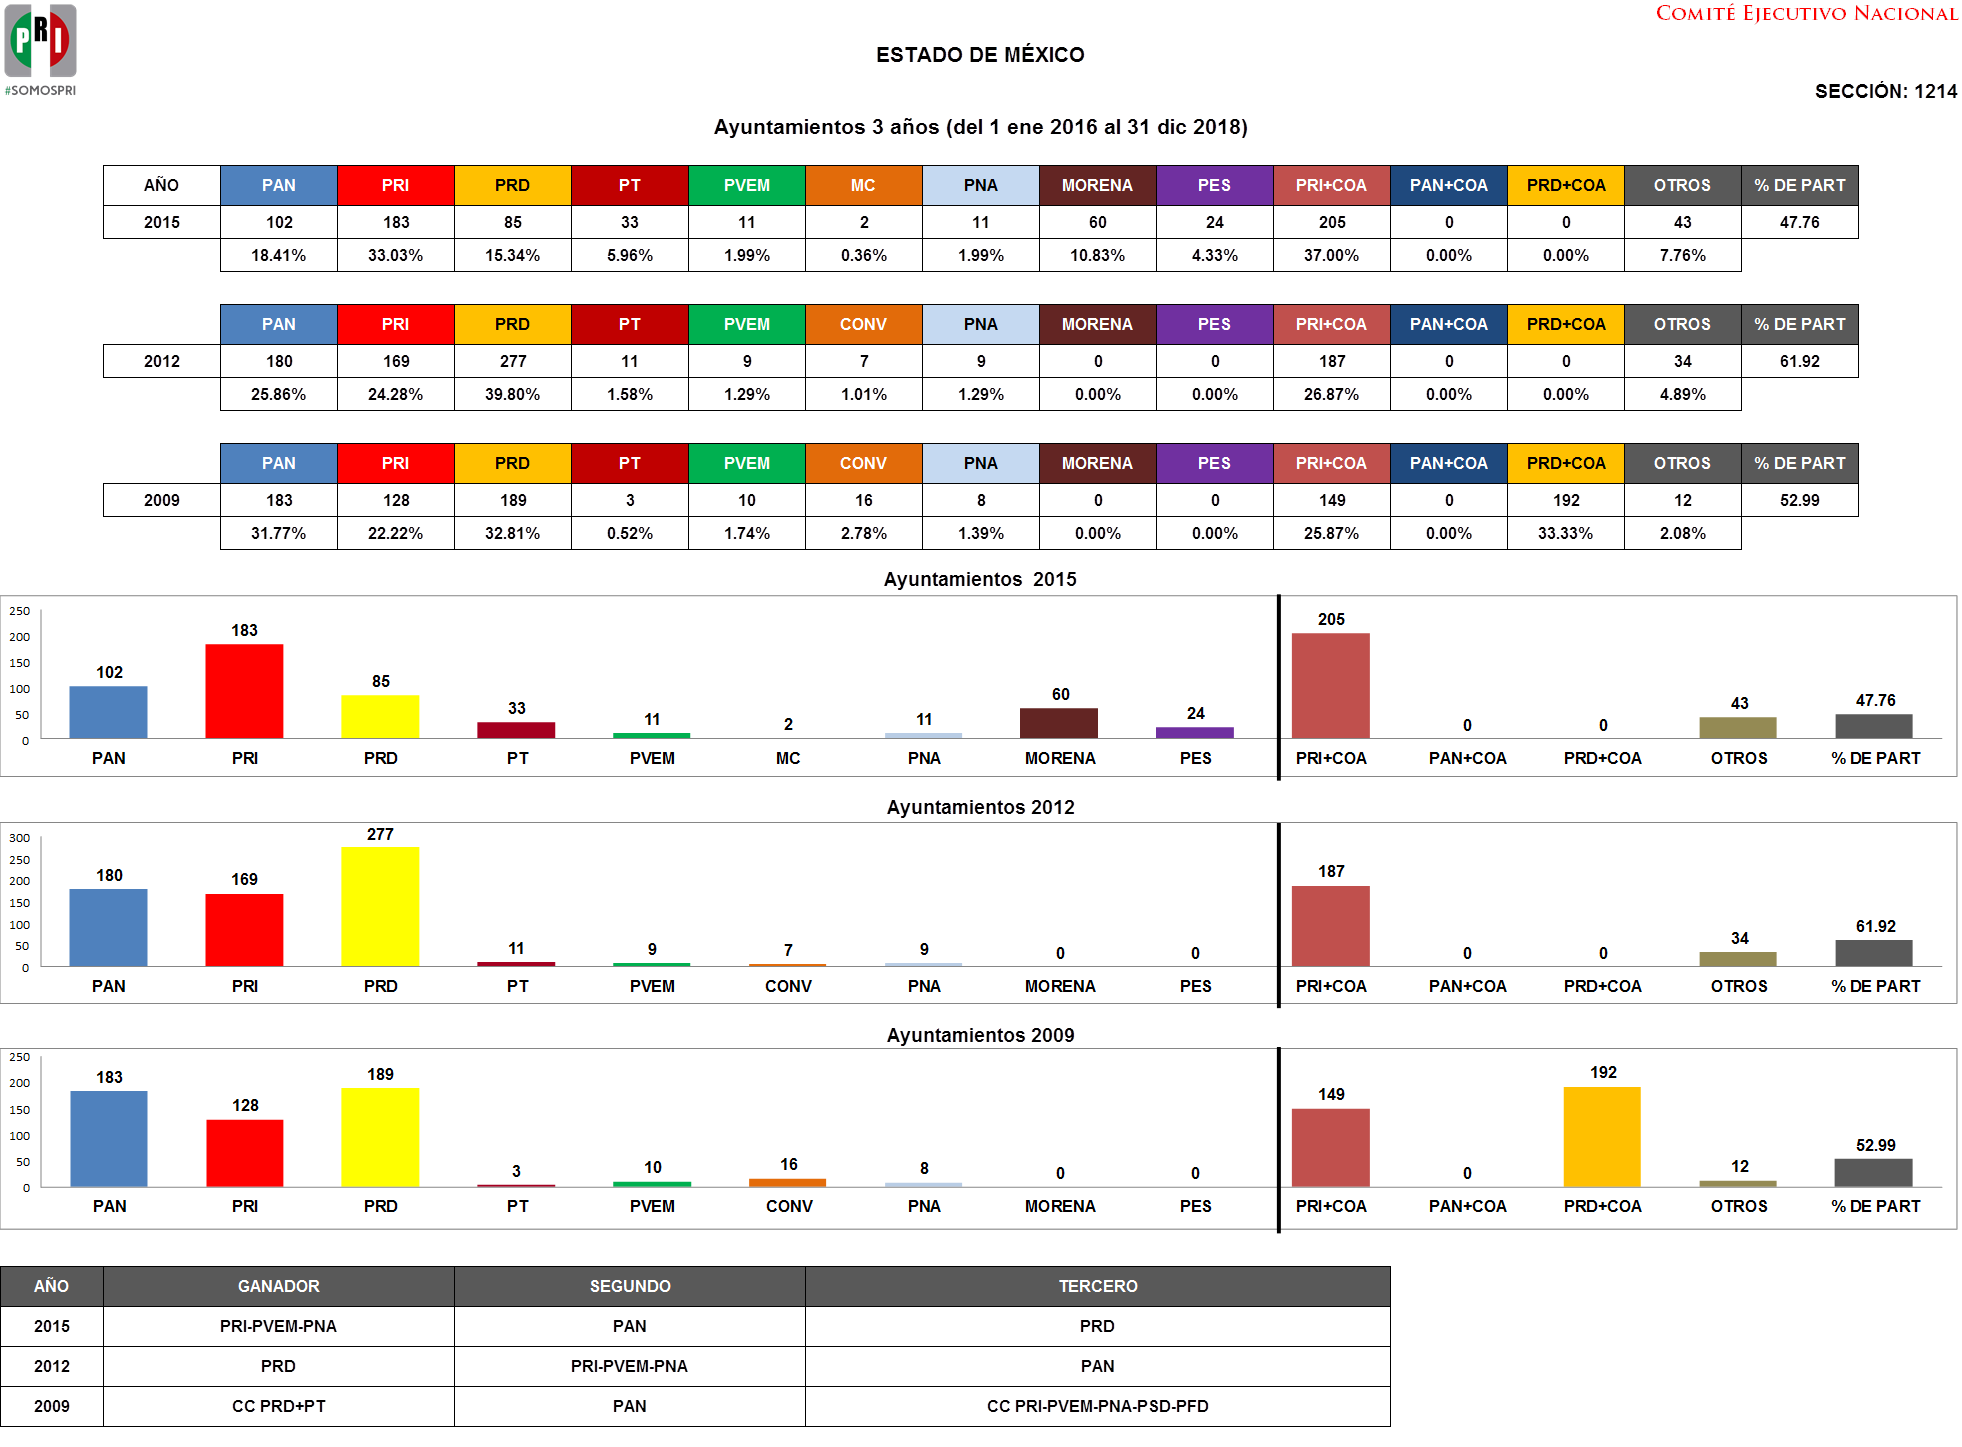 PRI
#SOMOSPRI
COMITÉ EJECUTIVO NACIONAL
ESTADO DE MÉXICO
SECCIÓN: 1214
Ayuntamientos 3 años (del 1 ene 2016 al 31 dic 2018)
AÑO PAN PRI PRD PT PVEM MC PNA MORENA PES PRI+COA PAN+COA PRD+COA OTROS % DE PART
2015 102 183 85 33 11 2 11 60 24 205 0 0 43 47.76
18.41% 33.03% 15.34% 5.96% 1.99% 0.36% 1.99% 10.83% 4.33% 37.00% 0.00% 0.00% 7.76%
PAN PRI PRD PT PVEM CONV PNA MORENA PES PRI+COA PAN+COA PRD+COA OTROS % DE PART
2012 180 169 277 11 9 7 9 0 0 187 0 0 34 61.92
25.86% 24.28% 39.80% 1.58% 1.29% 1.01% 1.29% 0.00% 0.00% 26.87% 0.00% 0.00% 4.89%
PAN PRI PRD PT PVEM CONV PNA MORENA PES PRI+COA PAN+COA PRD+COA OTROS % DE PART
2009 183 128 189 3 10 16 8 0 0 149 0 192 12 52.99
31.77% 22.22% 32.81% 0.52% 1.74% 2.78% 1.39% 0.00% 0.00% 25.87% 0.00% 33.33% 2.08%
Ayuntamientos 2015
250
200
150
100
50
0
102 183 85 33 11 2 11 60 24 205 0 0 43 47.76
PAN PRI PRD PT PVEM MC PNA MORENA PES PRI+COA PAN+COA PRD+COA OTROS % DE PART
Ayuntamientos 2012
300
250
200
150
100
50
0
180 169 277 11 9 7 9 0 0 187 0 0 34 61.92
PAN PRI PRD PT PVEM CONV PNA MORENA PES PRI+COA PAN+COA PRD+COA OTROS % DE PART
Ayuntamientos 2009
250
200
150
100
50
0
183 128 189 3 10 16 8 0 0 149 0 192 12 52.99
PAN PRI PRD PT PVEM CONV PNA MORENA PES PRI+COA PAN+COA PRD+COA OTROS % DE PART
AÑO GANADOR SEGUNDO TERCERO
2015 PRI-PVEM-PNA PAN PRD
2012 PRD PRI-PVEM-PNA PAN
2009 CC PRD+PT PAN CC PRI-PVEM-PNA-PSD-PFD